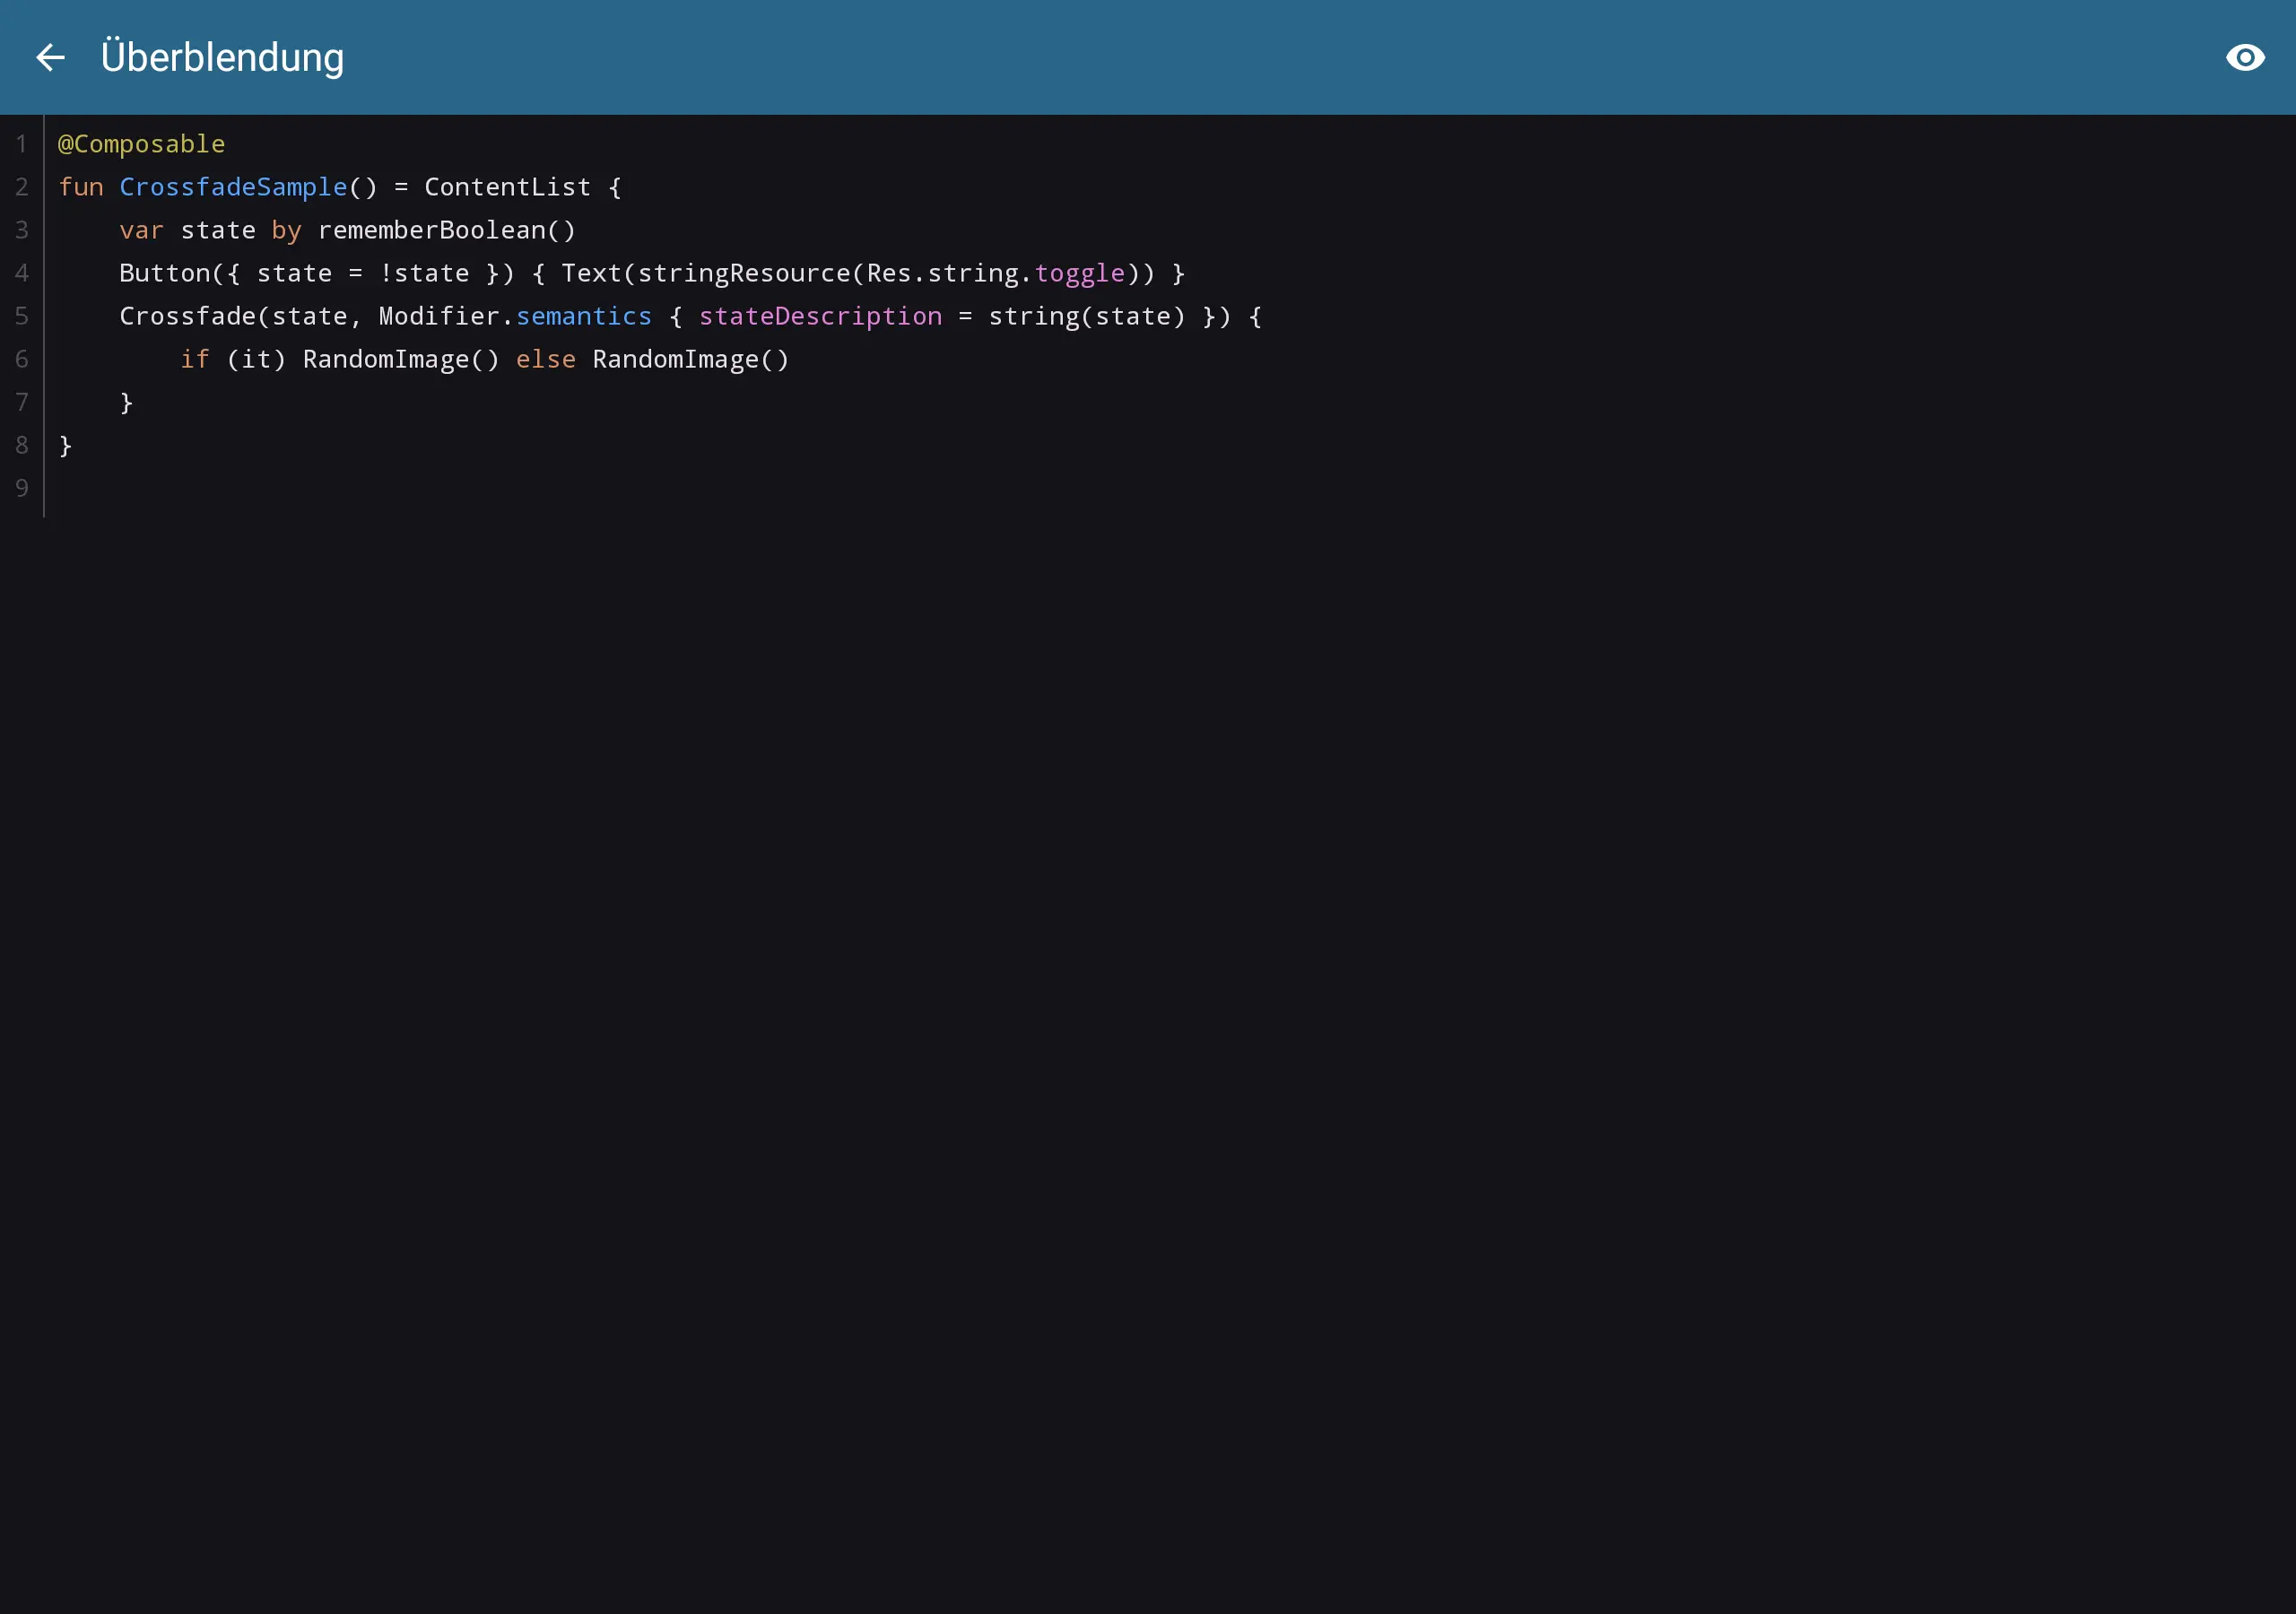 Überblendung
1 @Composable
2 fun CrossfadeSample() = ContentList {
3     var state by rememberBoolean()
4     Button({ state = !state }) { Text(stringResource(Res.string.toggle)) }
5     Crossfade(state, Modifier.semantics { stateDescription = string(state) }) {
6         if (it) RandomImage() else RandomImage()
7     }
8 }
9